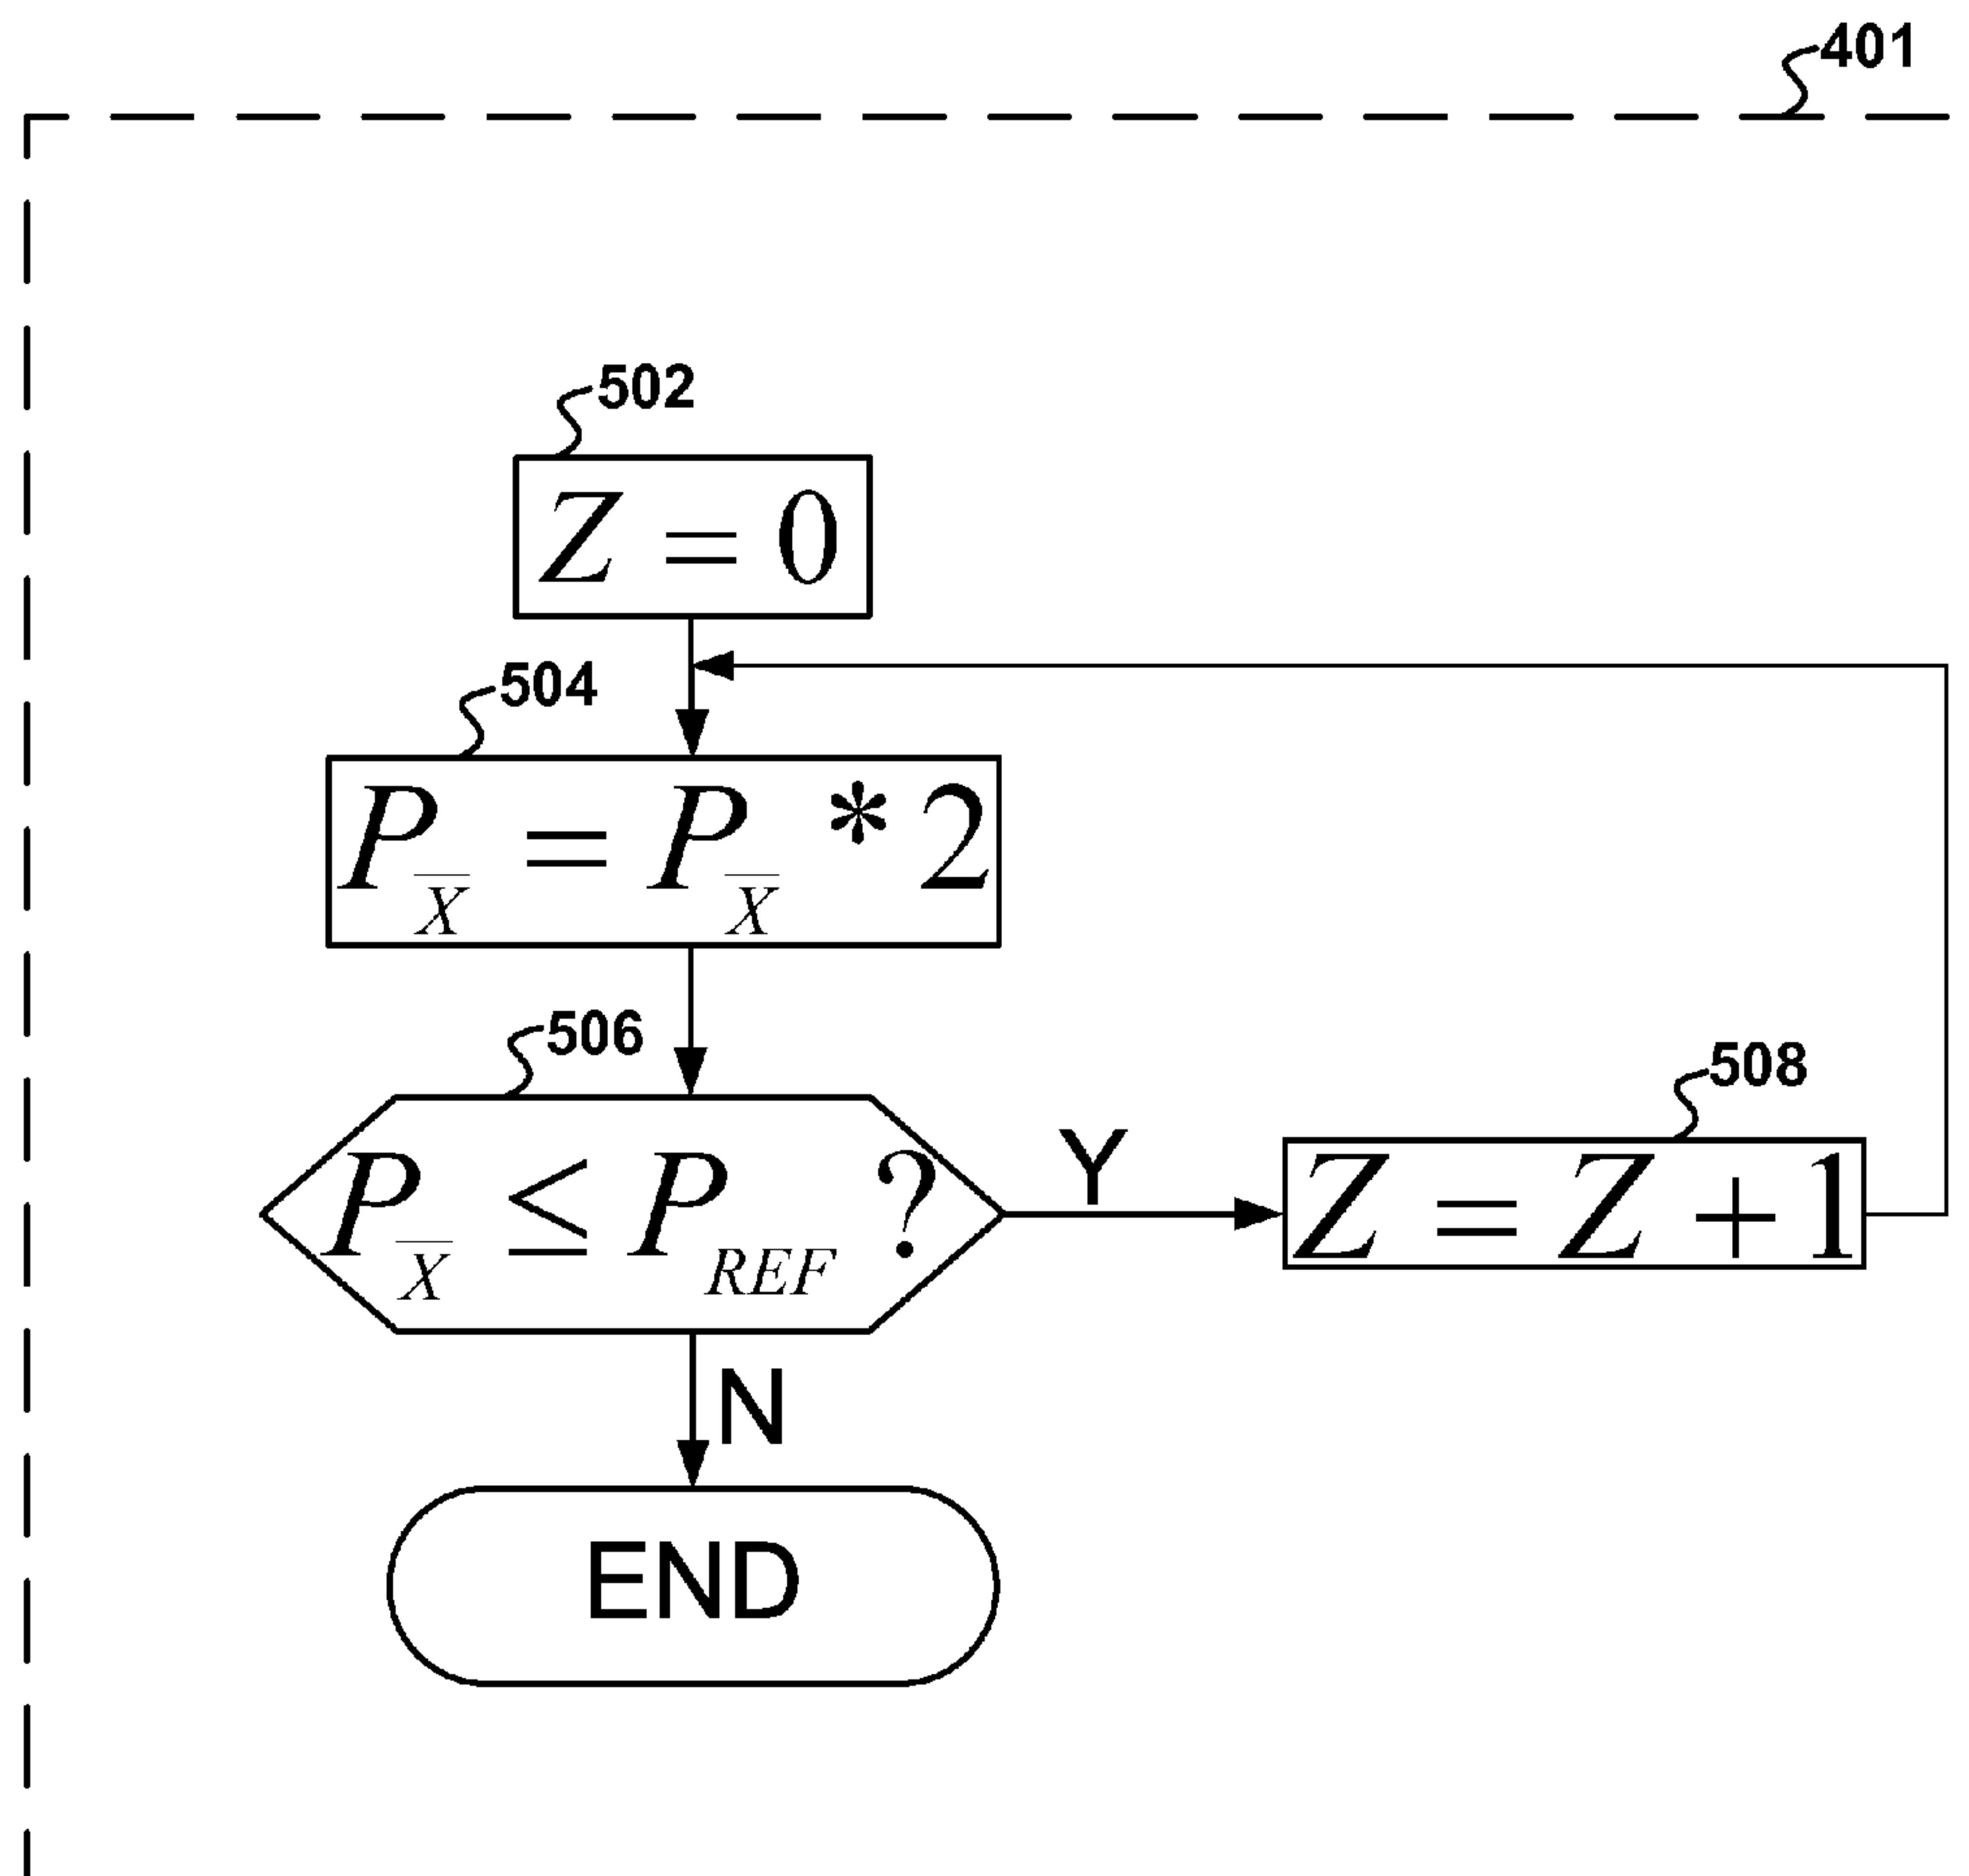 401
502
Z = 0
504
P_X̅ = P_X̅ * 2
506
P_X̅ ≤ P_REF ?
Y
508
Z = Z + 1
N
END